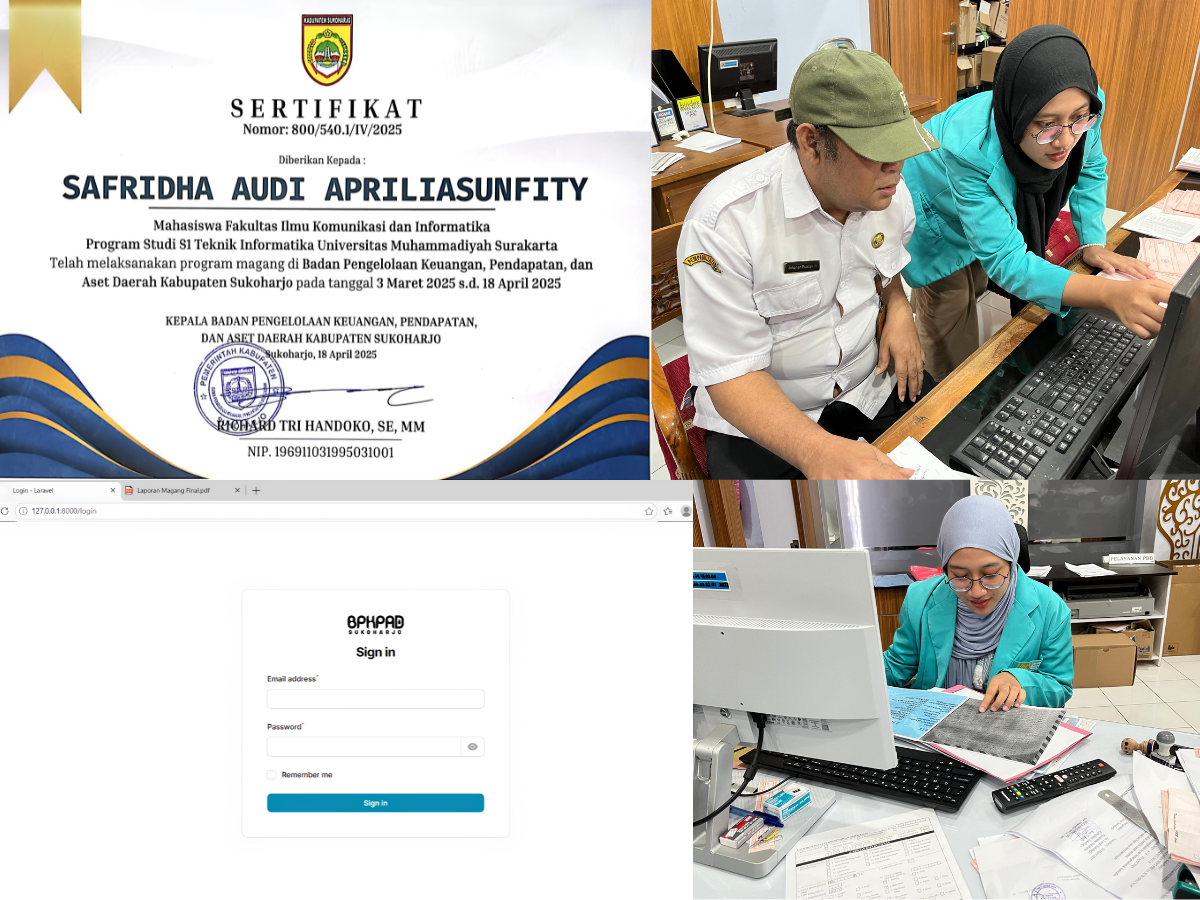 KABUPATEN SUKOHARJO
SERTIFIKAT
Nomor: 800/540.1/IV/2025
Diberikan Kepada :
SAFRIDHA AUDI APRILIASUNFITY
Mahasiswa Fakultas Ilmu Komunikasi dan Informatika
Program Studi S1 Teknik Informatika Universitas Muhammadiyah Surakarta
Telah melaksanakan program magang di Badan Pengelolaan Keuangan, Pendapatan, dan
Aset Daerah Kabupaten Sukoharjo pada tanggal 3 Maret 2025 s.d. 18 April 2025
KEPALA BADAN PENGELOLAAN KEUANGAN, PENDAPATAN,
DAN ASET DAERAH KABUPATEN SUKOHARJO
Sukoharjo, 18 April 2025
PEMERINTAH KABUPATEN
SUKOHARJO
RICHARD TRI HANDOKO, SE, MM
NIP. 196911031995031001
Login - Laravel
Laporan Magang Final.pdf
127.0.0.1:8000/login
BPKPAD
SUKOHARJO
Sign in
Email address*
Password*
Remember me
Sign in
PELAYANAN PBB